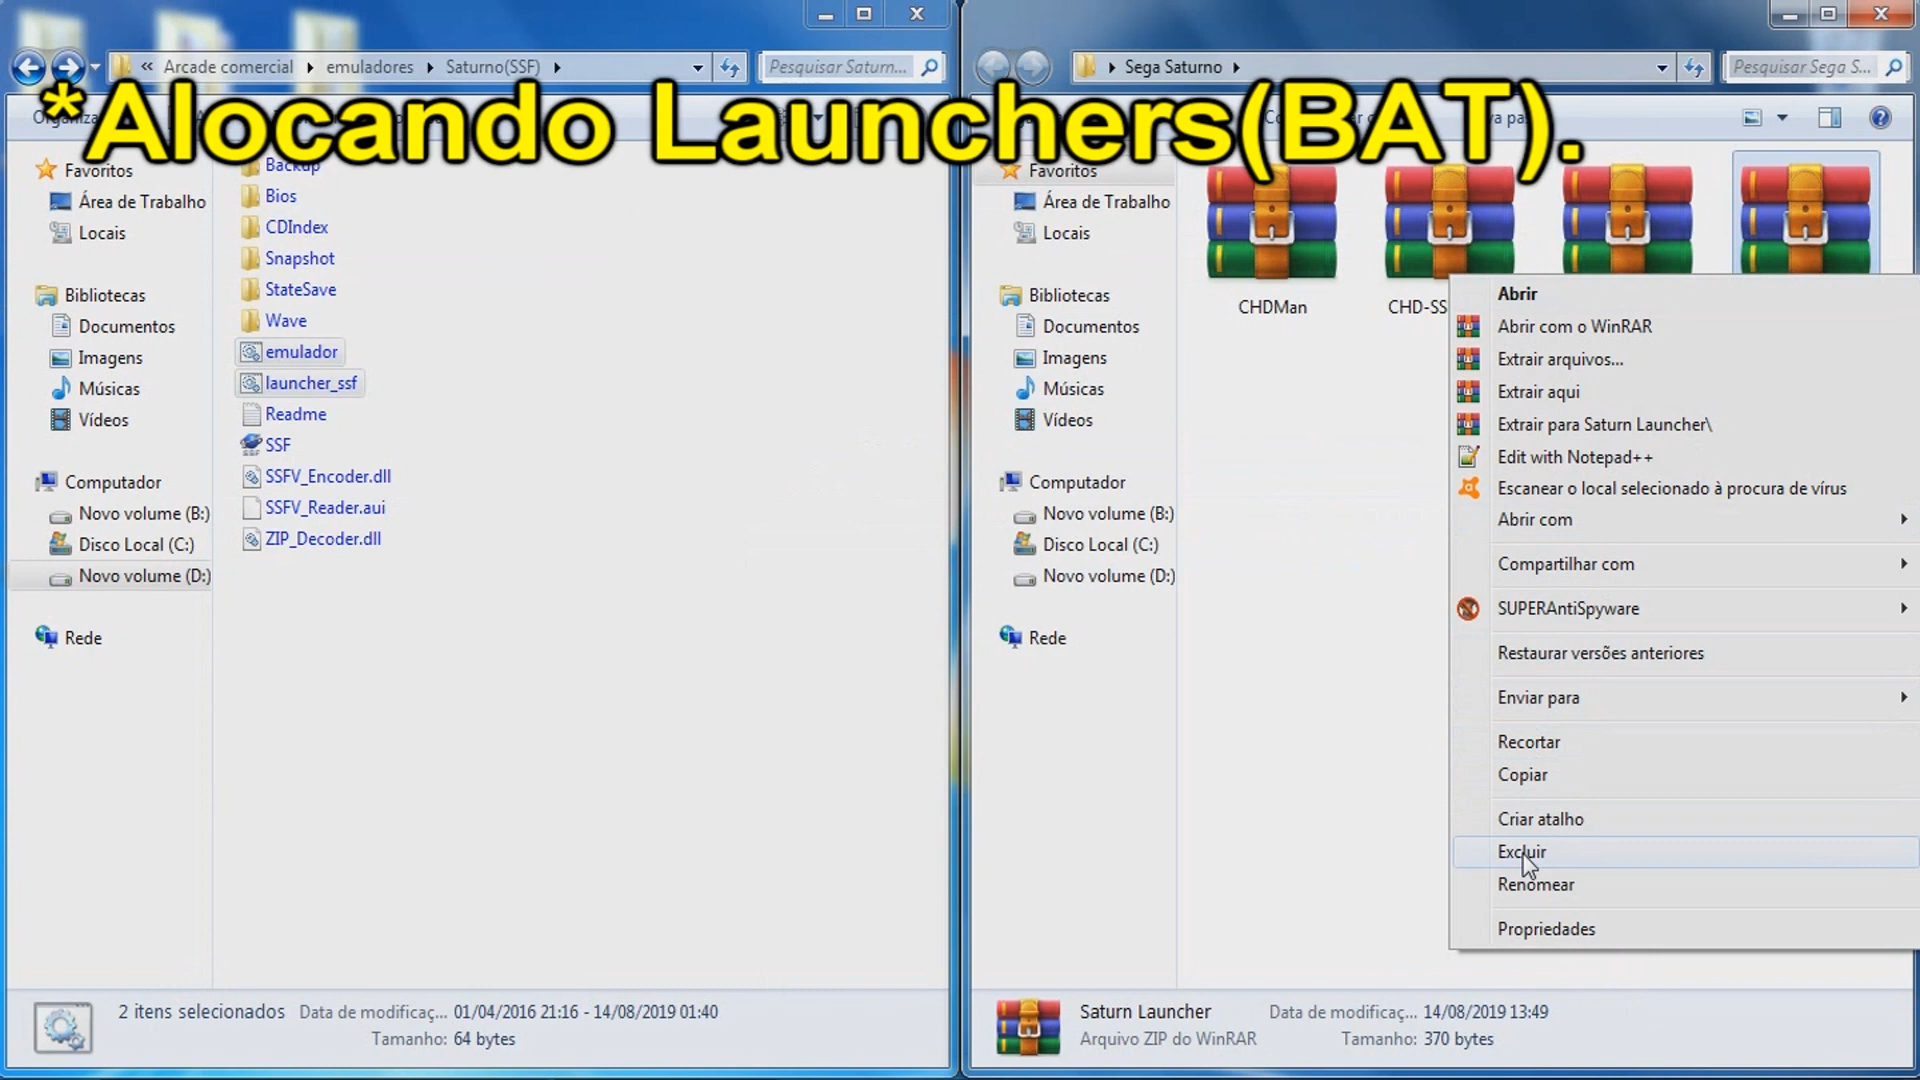 « Arcade comercial ▸ emuladores ▸ Saturno(SSF) ▸
Pesquisar Saturn...
*Alocando Launchers(BAT).
Favoritos
Área de Trabalho
Locais
Bibliotecas
Documentos
Imagens
Músicas
Vídeos
Computador
Novo volume (B:)
Disco Local (C:)
Novo volume (D:)
Rede
Backup
Bios
CDIndex
Snapshot
StateSave
Wave
emulador
launcher_ssf
Readme
SSF
SSFV_Encoder.dll
SSFV_Reader.aui
ZIP_Decoder.dll
2 itens selecionados
Data de modificaç... 01/04/2016 21:16 - 14/08/2019 01:40
Tamanho: 64 bytes
▸ Sega Saturno ▸
Pesquisar Sega S...
Favoritos
Área de Trabalho
Locais
Bibliotecas
Documentos
Imagens
Músicas
Vídeos
Computador
Novo volume (B:)
Disco Local (C:)
Novo volume (D:)
Rede
CHDMan
CHD-SS
Abrir
Abrir com o WinRAR
Extrair arquivos...
Extrair aqui
Extrair para Saturn Launcher\
Edit with Notepad++
Escanear o local selecionado à procura de vírus
Abrir com
Compartilhar com
SUPERAntiSpyware
Restaurar versões anteriores
Enviar para
Recortar
Copiar
Criar atalho
Excluir
Renomear
Propriedades
Saturn Launcher
Data de modificaç... 14/08/2019 13:49
Arquivo ZIP do WinRAR
Tamanho: 370 bytes